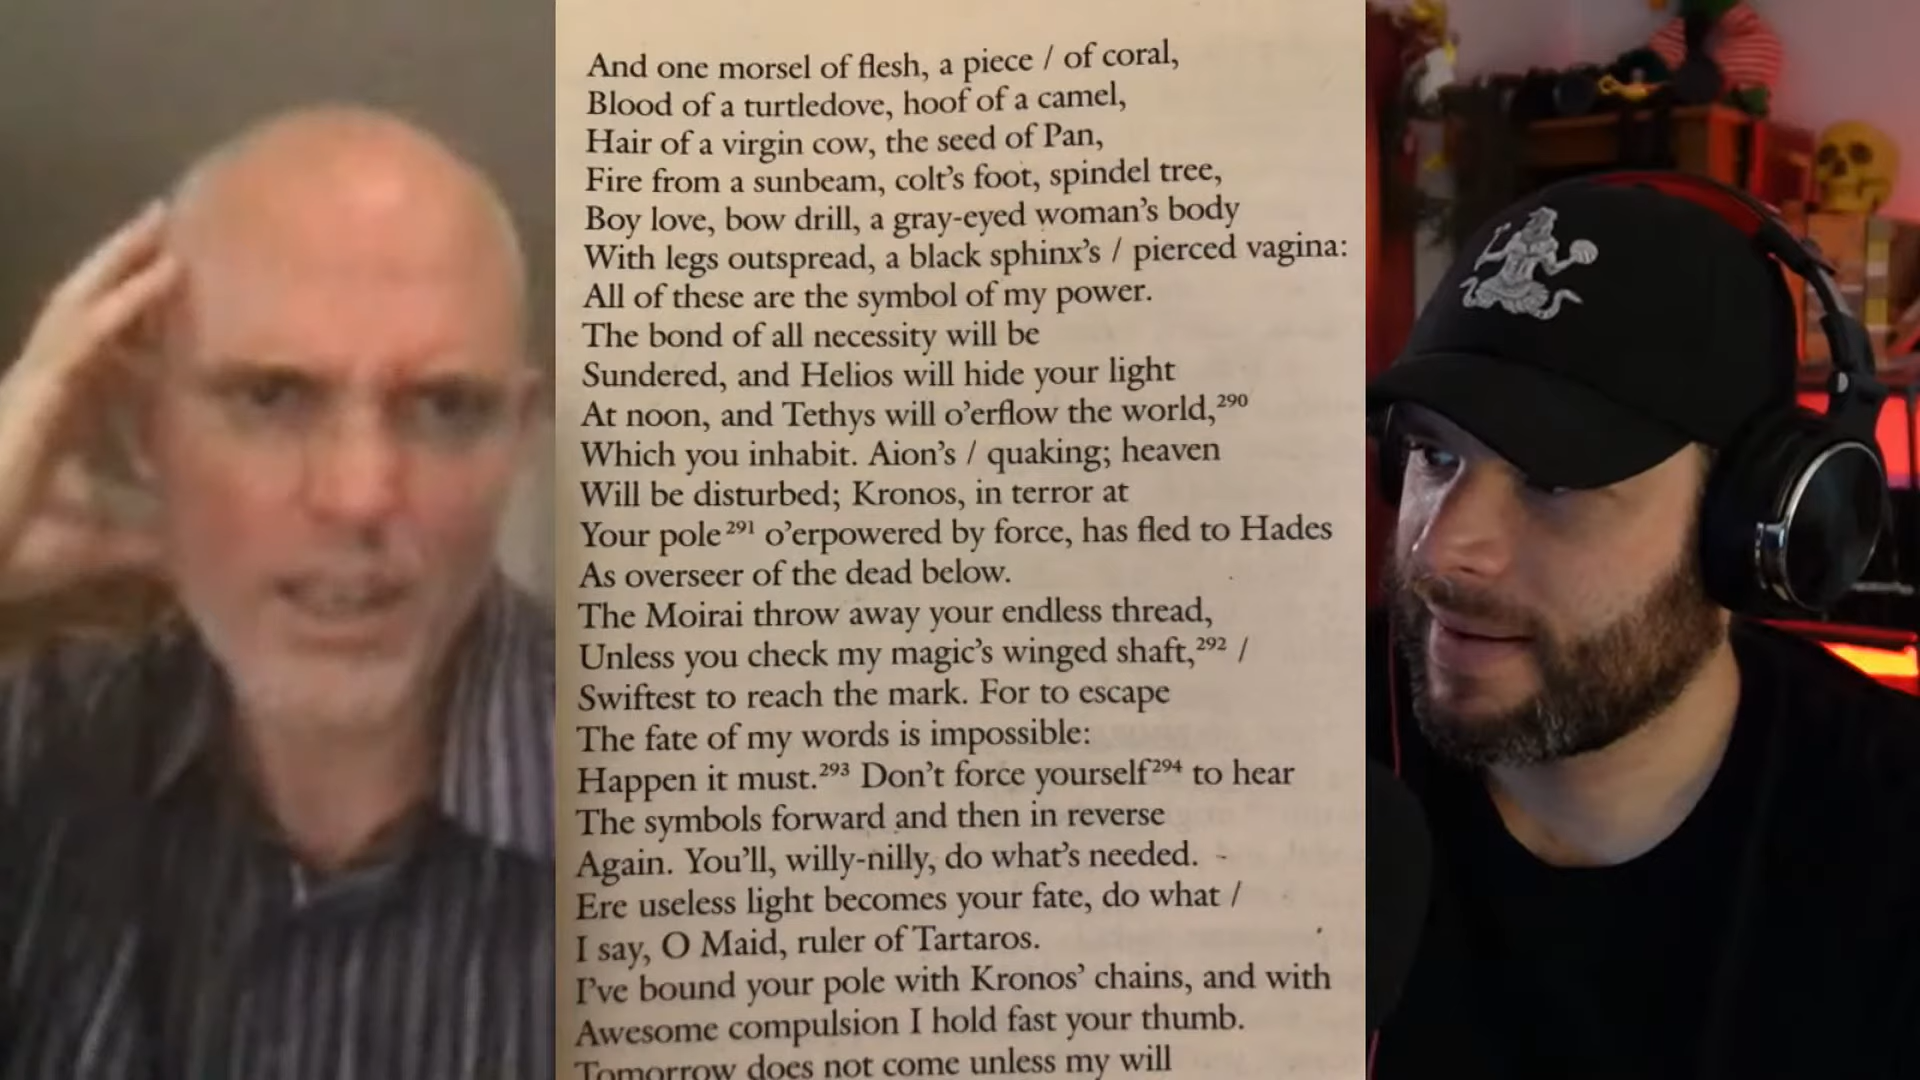 And one morsel of flesh, a piece / of coral,
Blood of a turtledove, hoof of a camel,
Hair of a virgin cow, the seed of Pan,
Fire from a sunbeam, colt's foot, spindel tree,
Boy love, bow drill, a gray-eyed woman's body
With legs outspread, a black sphinx's / pierced vagina:
All of these are the symbol of my power.
The bond of all necessity will be
Sundered, and Helios will hide your light
At noon, and Tethys will o'erflow the world,290
Which you inhabit. Aion's / quaking; heaven
Will be disturbed; Kronos, in terror at
Your pole291 o'erpowered by force, has fled to Hades
As overseer of the dead below.
The Moirai throw away your endless thread,
Unless you check my magic's winged shaft,292 /
Swiftest to reach the mark. For to escape
The fate of my words is impossible:
Happen it must.293 Don't force yourself294 to hear
The symbols forward and then in reverse
Again. You'll, willy-nilly, do what's needed.
Ere useless light becomes your fate, do what /
I say, O Maid, ruler of Tartaros.
I've bound your pole with Kronos' chains, and with
Awesome compulsion I hold fast your thumb.
Tomorrow does not come unless my will